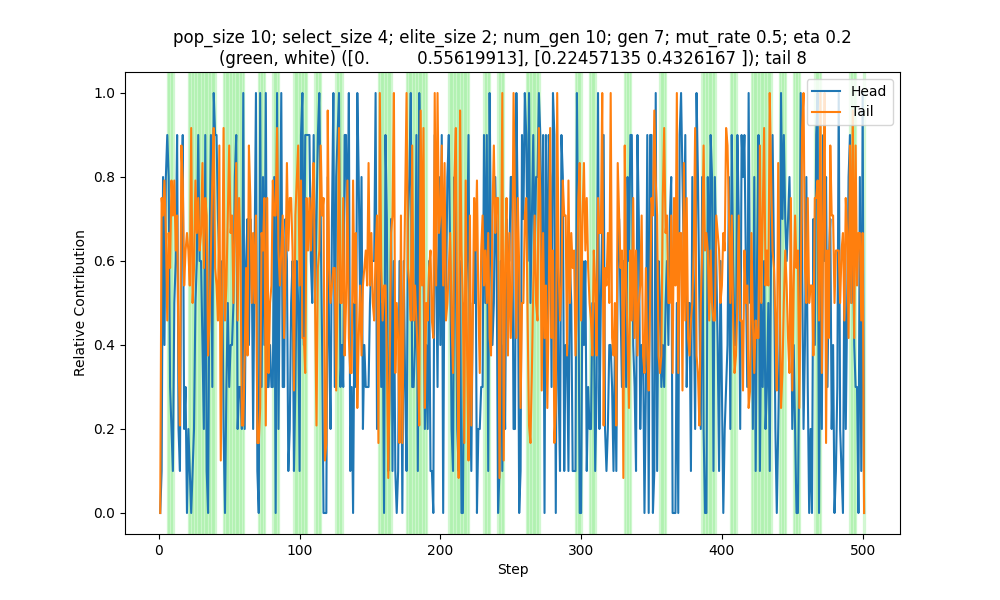 pop_size 10; select_size 4; elite_size 2; num_gen 10; gen 7; mut_rate 0.5; eta 0.2
(green, white) ([0.         0.55619913], [0.22457135 0.4326167 ]); tail 8
Head
Tail
1.0
0.8
0.6
0.4
0.2
0.0
Relative Contribution
0
100
200
300
400
500
Step